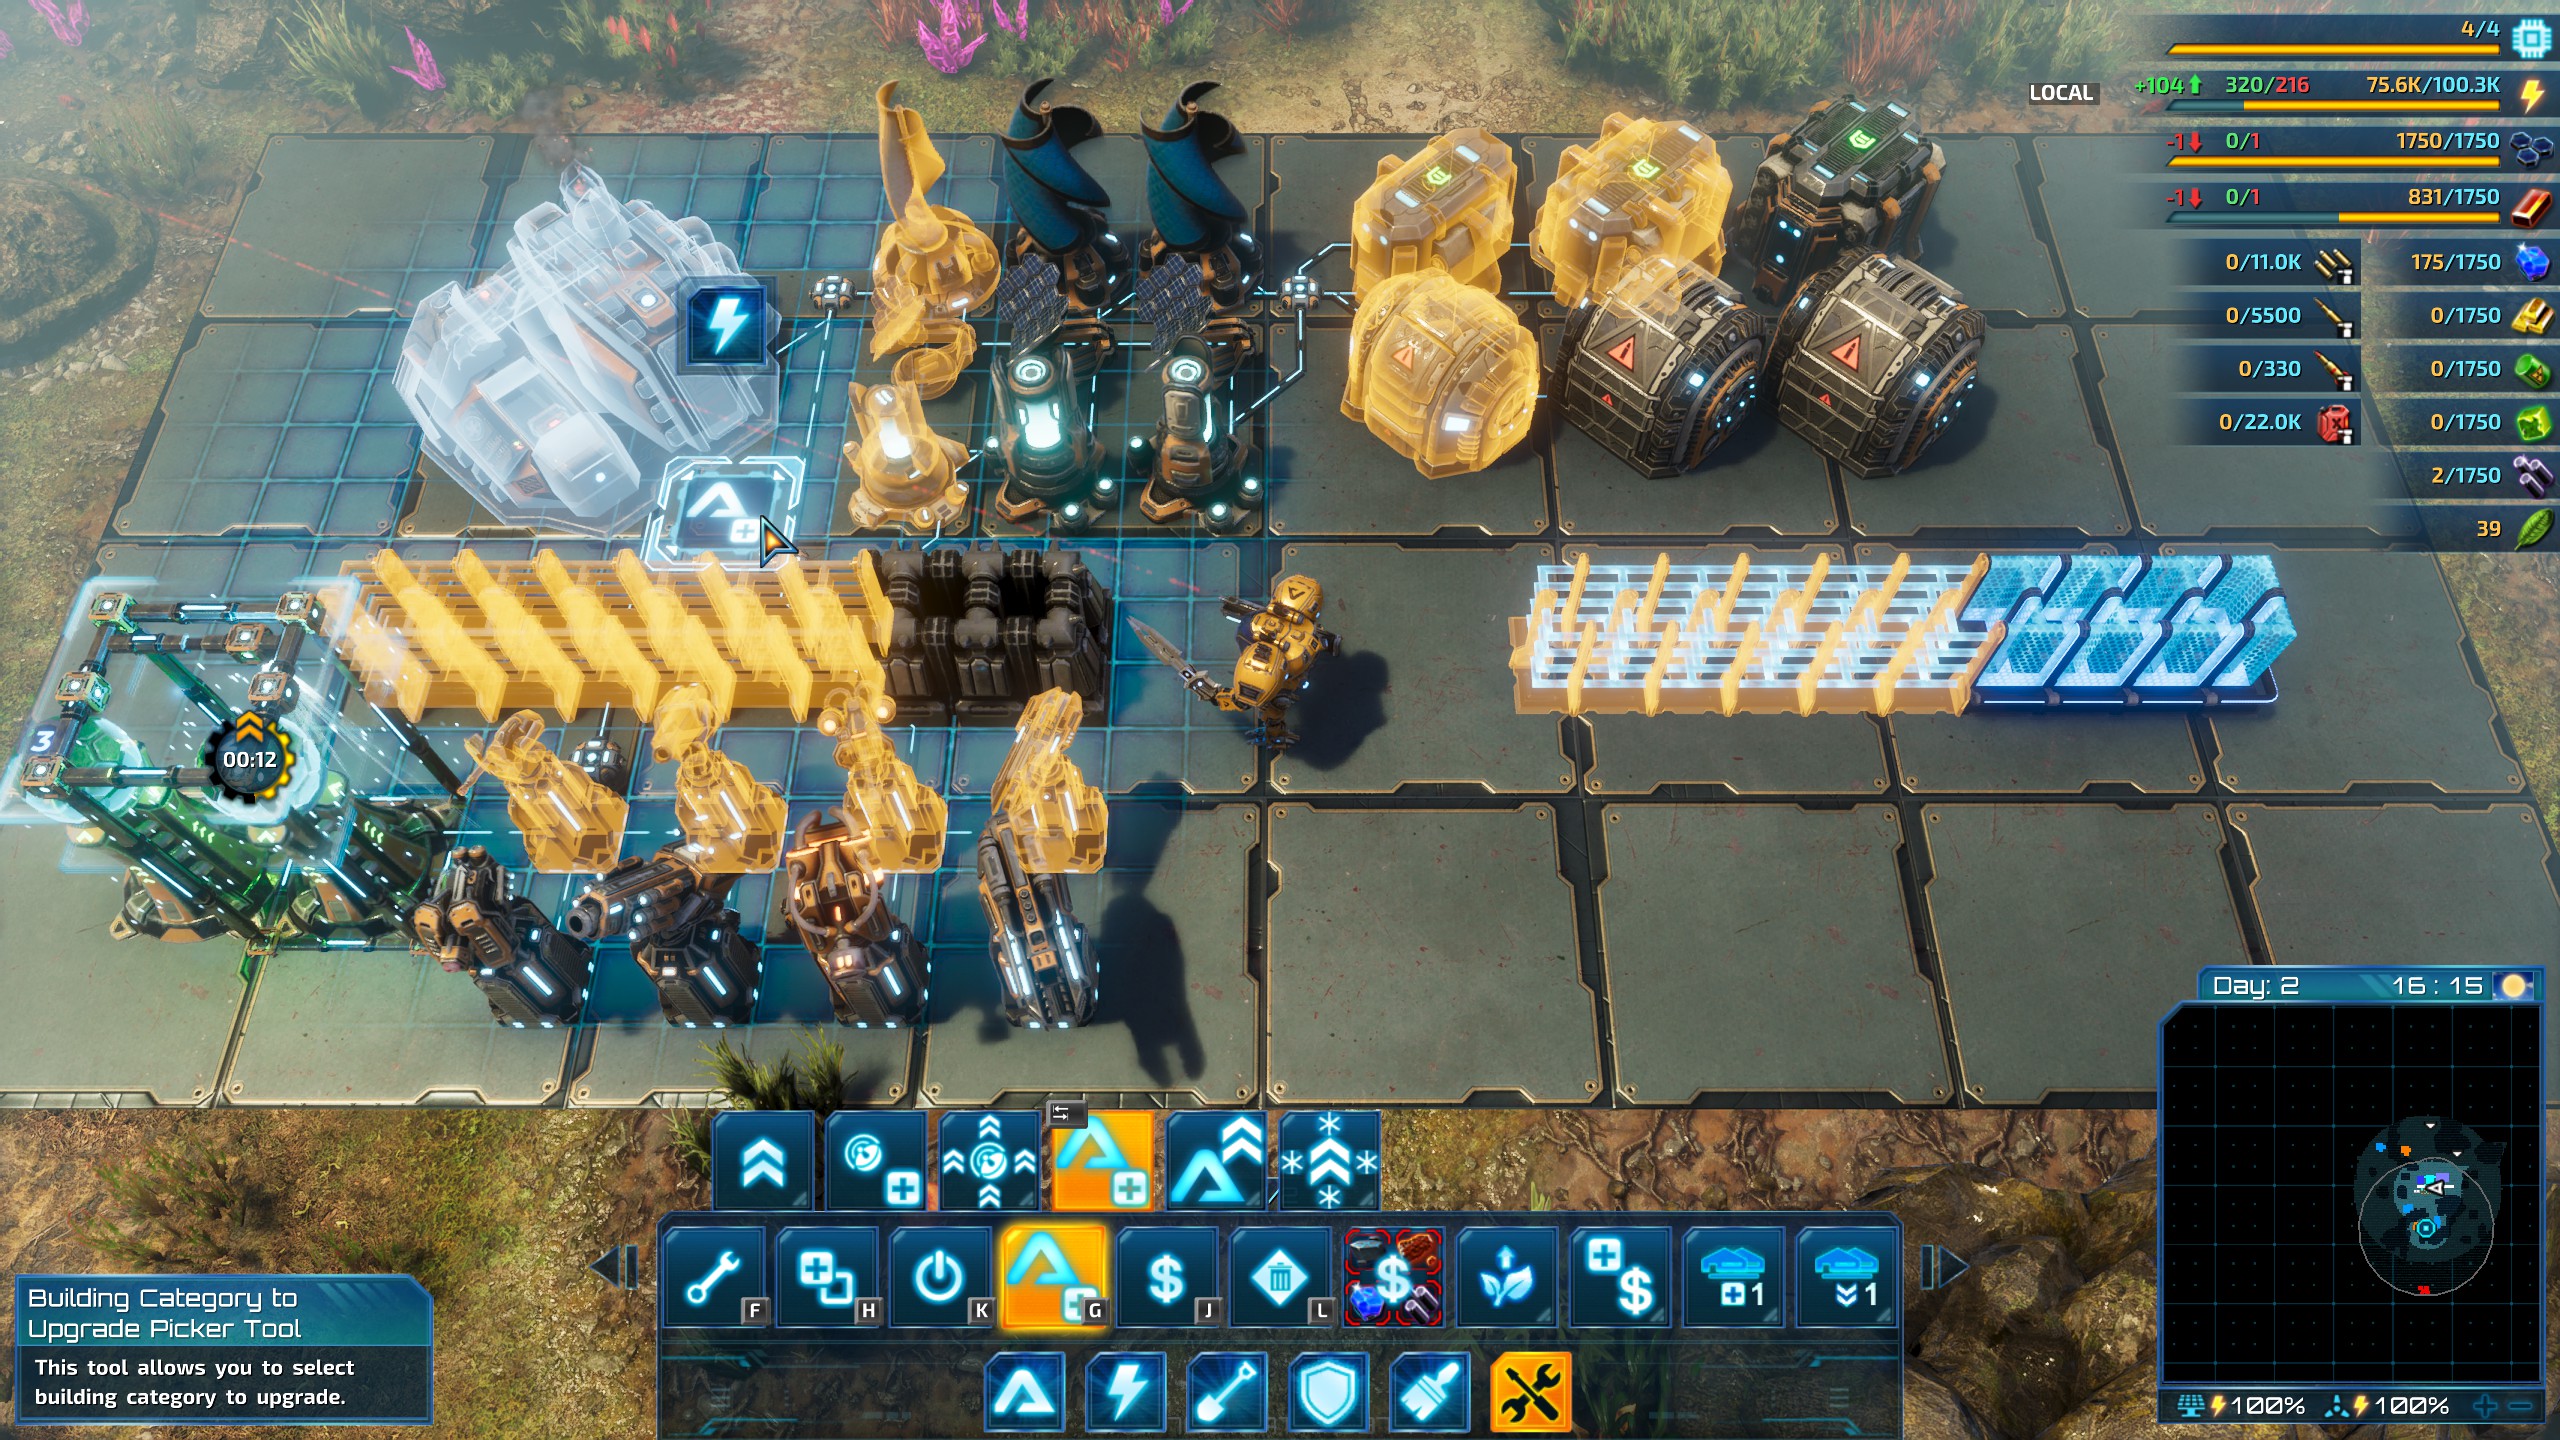 4/4
LOCAL
+104 320/216 75.6K/100.3K
-1 0/1 1750/1750
-1 0/1 831/1750
0/11.0K 175/1750
0/5500 0/1750
0/330 0/1750
0/22.0K 0/1750
2/1750
39
3
00:12
Day: 2 16 : 15
F
H
K
G
J
L
$
$
$
1
1
Building Category to
Upgrade Picker Tool
This tool allows you to select
building category to upgrade.
100% 100%